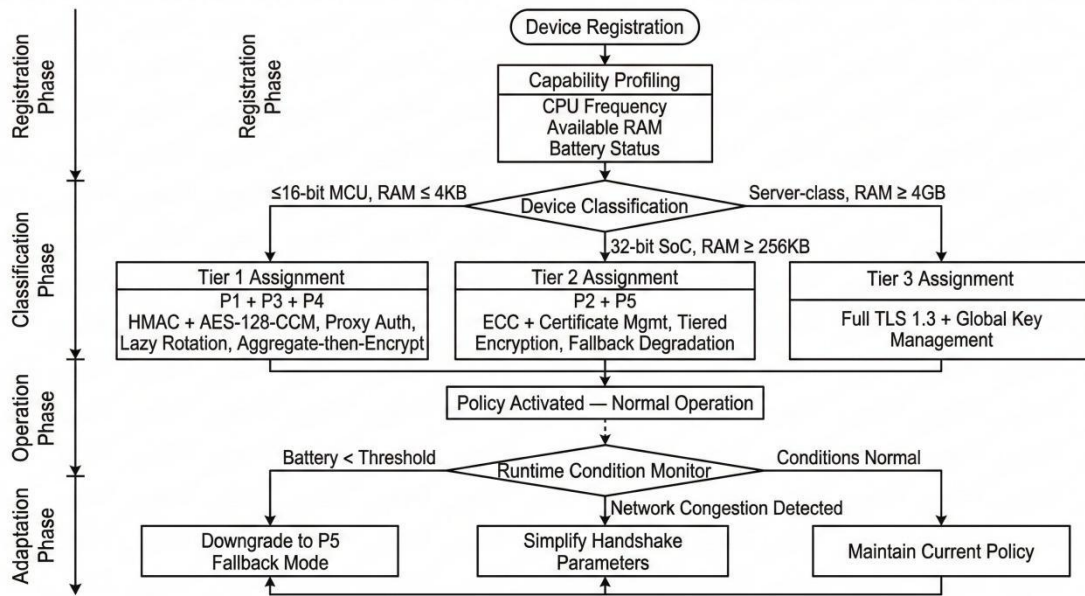 Device Registration
Registration
Phase
Registration
Phase
Capability Profiling
CPU Frequency
Available RAM
Battery Status
≤16-bit MCU, RAM ≤ 4KB
Device Classification
Server-class, RAM ≥ 4GB
32-bit SoC, RAM ≥ 256KB
Classification
Phase
Tier 1 Assignment
P1 + P3 + P4
HMAC + AES-128-CCM, Proxy Auth,
Lazy Rotation, Aggregate-then-Encrypt
Tier 2 Assignment
P2 + P5
ECC + Certificate Mgmt, Tiered
Encryption, Fallback Degradation
Tier 3 Assignment
Full TLS 1.3 + Global Key
Management
Operation
Phase
Policy Activated — Normal Operation
Battery < Threshold
Runtime Condition Monitor
Conditions Normal
Network Congestion Detected
Adaptation
Phase
Downgrade to P5
Fallback Mode
Simplify Handshake
Parameters
Maintain Current Policy